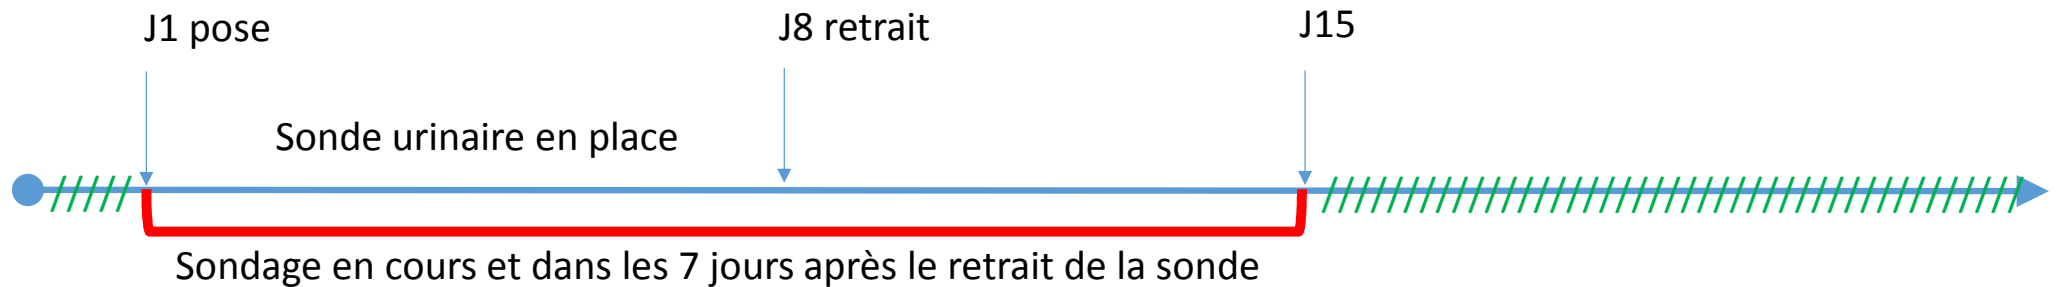 J1 pose
J8 retrait
J15
Sonde urinaire en place
Sondage en cours et dans les 7 jours après le retrait de la sonde